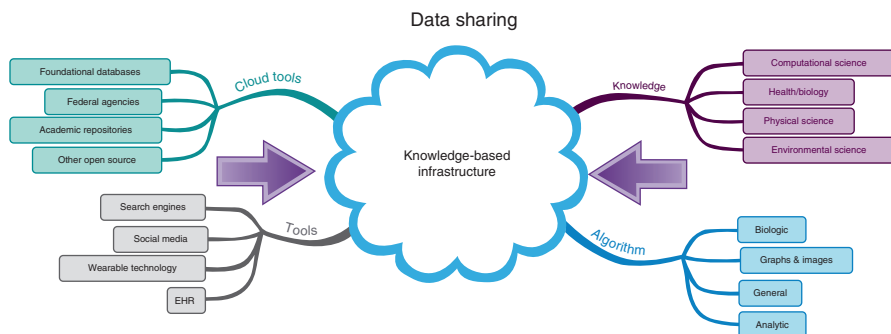 Data sharing
Cloud tools
Foundational databases
Federal agencies
Academic repositories
Other open source
Knowledge
Computational science
Health/biology
Physical science
Environmental science
Knowledge-based
infrastructure
Tools
Search engines
Social media
Wearable technology
EHR
Algorithm
Biologic
Graphs & images
General
Analytic